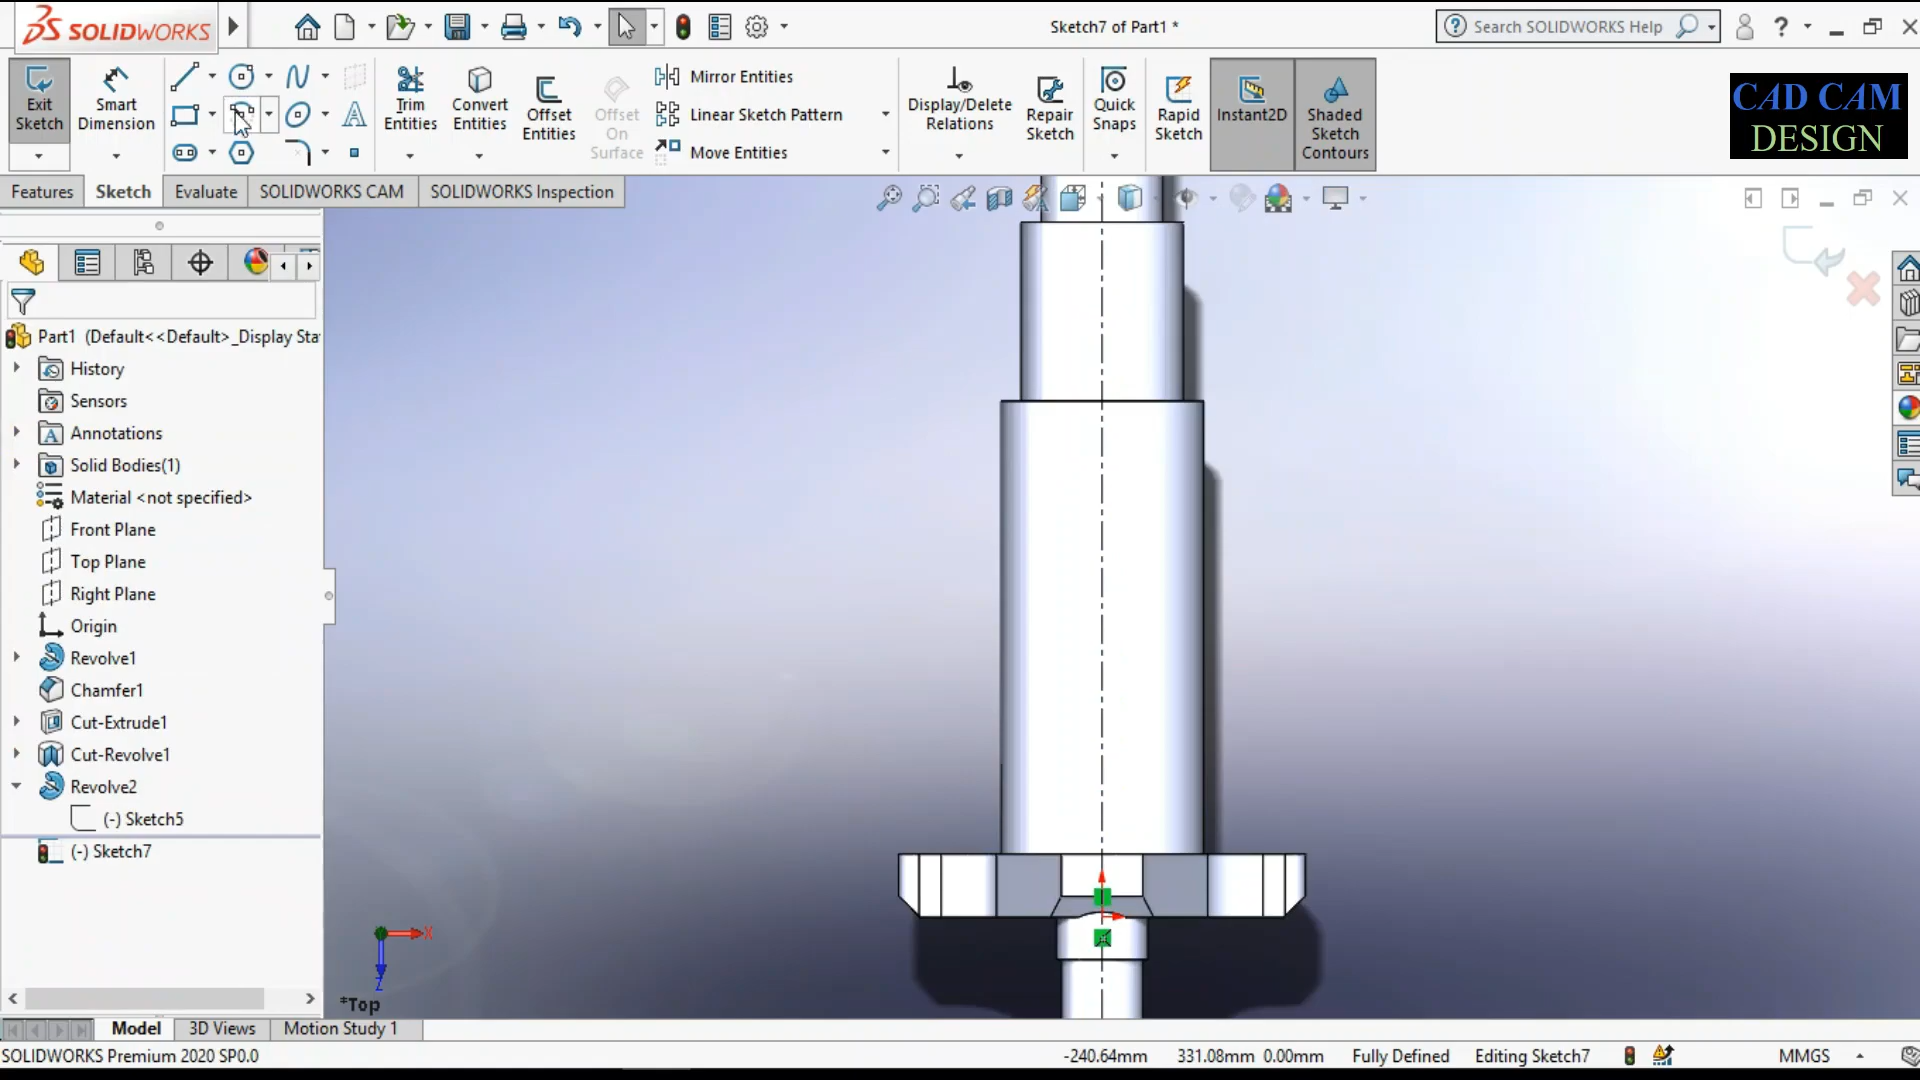 SOLIDWORKS
Sketch7 of Part1 *
Search SOLIDWORKS Help
?
Exit Sketch
Smart Dimension
Trim Entities
Convert Entities
Offset Entities
Offset On Surface
Mirror Entities
Linear Sketch Pattern
Move Entities
Display/Delete Relations
Repair Sketch
Quick Snaps
Rapid Sketch
Instant2D
Shaded Sketch Contours
CAD CAM
DESIGN
Features
Sketch
Evaluate
SOLIDWORKS CAM
SOLIDWORKS Inspection
Part1 (Default<<Default>_Display Sta
History
Sensors
Annotations
Solid Bodies(1)
Material <not specified>
Front Plane
Top Plane
Right Plane
Origin
Revolve1
Chamfer1
Cut-Extrude1
Cut-Revolve1
Revolve2
(-) Sketch5
(-) Sketch7
X
Z
*Top
Model
3D Views
Motion Study 1
SOLIDWORKS Premium 2020 SP0.0
-240.64mm
331.08mm 0.00mm
Fully Defined
Editing Sketch7
MMGS